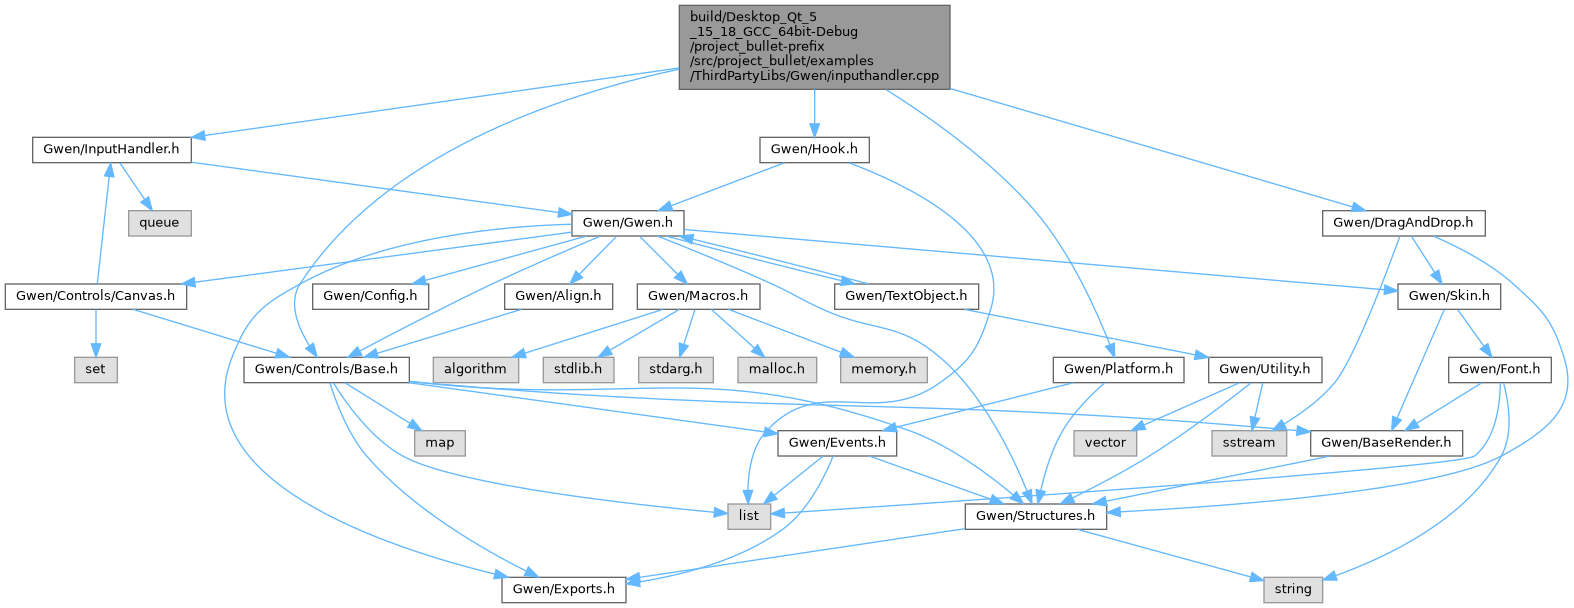 build/Desktop_Qt_5
_15_18_GCC_64bit-Debug
/project_bullet-prefix
/src/project_bullet/examples
/ThirdPartyLibs/Gwen/inputhandler.cpp
Gwen/InputHandler.h
Gwen/Hook.h
queue
Gwen/Gwen.h
Gwen/DragAndDrop.h
Gwen/Controls/Canvas.h
Gwen/Config.h
Gwen/Align.h
Gwen/Macros.h
Gwen/TextObject.h
Gwen/Skin.h
set
Gwen/Controls/Base.h
algorithm
stdlib.h
stdarg.h
malloc.h
memory.h
Gwen/Platform.h
Gwen/Utility.h
Gwen/Font.h
map
Gwen/Events.h
vector
sstream
Gwen/BaseRender.h
list
Gwen/Structures.h
Gwen/Exports.h
string